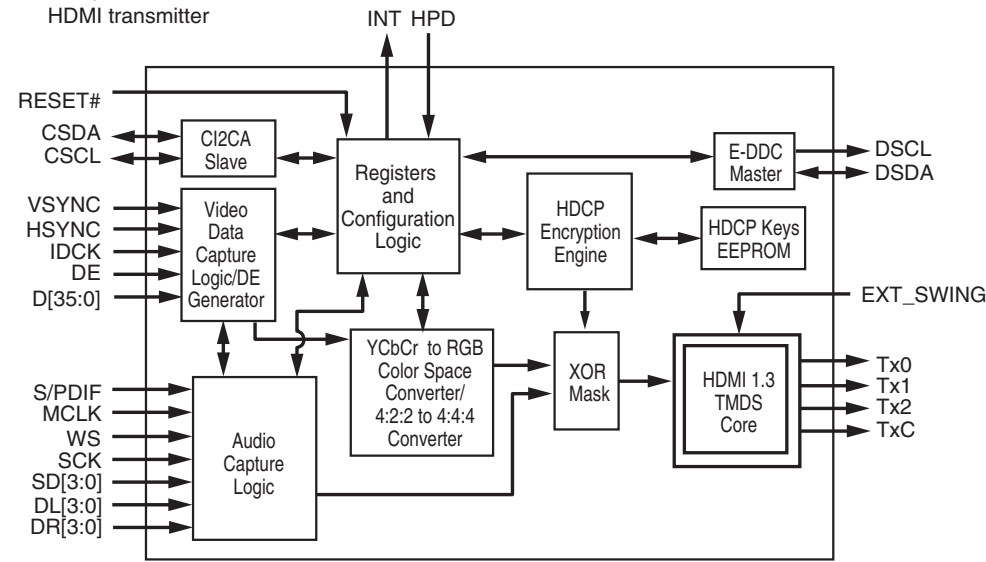 HDMI transmitter
INT HPD
RESET#
CSDA
CSCL
CI2CA
Slave
Registers
and
Configuration
Logic
E-DDC
Master
DSCL
DSDA
VSYNC
HSYNC
IDCK
DE
D[35:0]
Video
Data
Capture
Logic/DE
Generator
HDCP
Encryption
Engine
HDCP Keys
EEPROM
EXT_SWING
YCbCr to RGB
Color Space
Converter/
4:2:2 to 4:4:4
Converter
XOR
Mask
HDMI 1.3
TMDS
Core
Tx0
Tx1
Tx2
TxC
S/PDIF
MCLK
WS
SCK
SD[3:0]
DL[3:0]
DR[3:0]
Audio
Capture
Logic